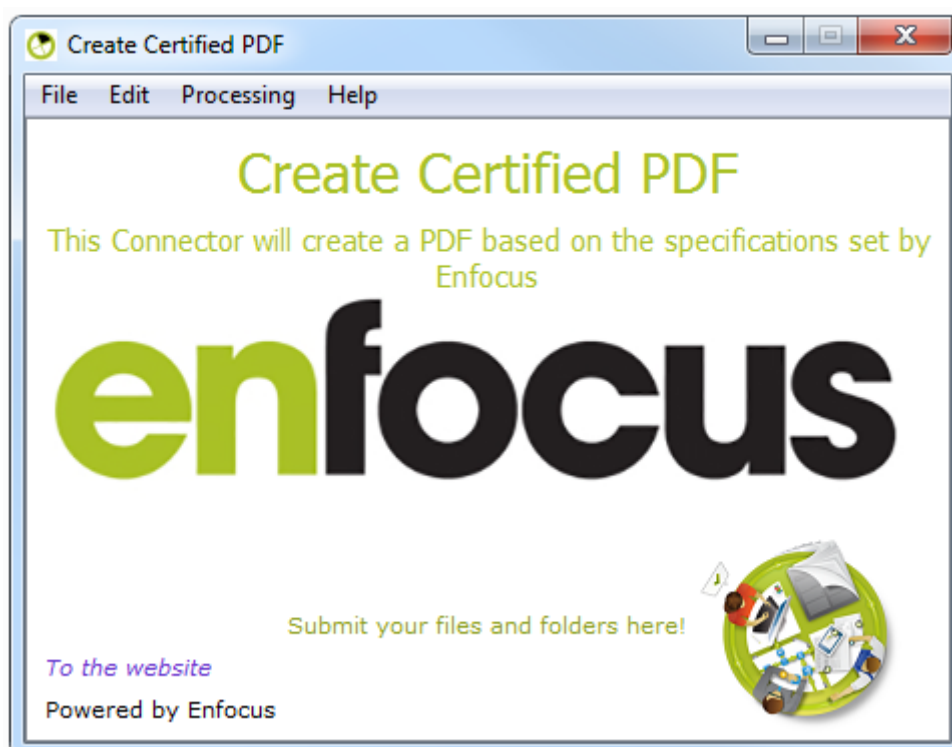 Create Certified PDF
File Edit Processing Help
Create Certified PDF
This Connector will create a PDF based on the specifications set by
Enfocus
enfocus
Submit your files and folders here!
To the website
Powered by Enfocus